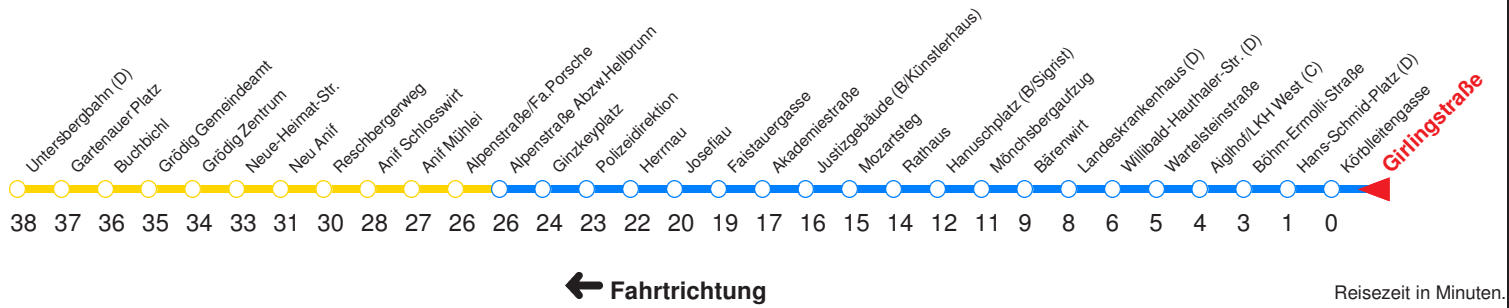 Untersbergbahn (D)
Gartenauer Platz
Buchbichl
Grödig Gemeindeamt
Grödig Zentrum
Neue-Heimat-Str.
Neu Anif
Reschbergerweg
Anif Schlosswirt
Anif Mühlei
Alpenstraße/Fa.Porsche
Alpenstraße Abzw.Hellbrunn
Ginzkeyplatz
Polizeidirektion
Herrnau
Josefiau
Faistauergasse
Akademiestraße
Justizgebäude (B/Künstlerhaus)
Mozartsteg
Rathaus
Hanuschplatz (B/Sigrist)
Mönchsbergaufzug
Bärenwirt
Landeskrankenhaus (D)
Willibald-Hauthaler-Str. (D)
Wartelsteinstraße
Aiglhof/LKH West (C)
Böhm-Ermolli-Straße
Hans-Schmid-Platz (D)
Körblleitengasse
Girlingstraße
38 37 36 35 34 33 31 30 28 27 26 26 24 23 22 20 19 17 16 15 14 12 11 9 8 6 5 4 3 1 0
Fahrtrichtung
Reisezeit in Minuten.